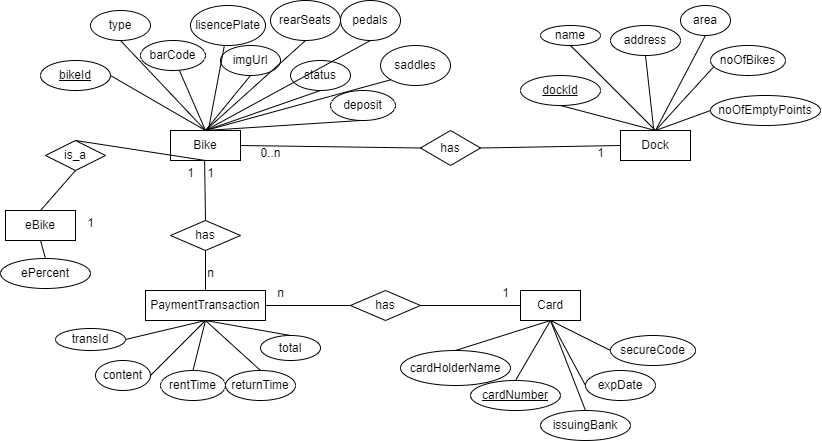 type
lisencePlate
rearSeats
pedals
barCode
imgUrl
bikeId
status
saddles
deposit
name
address
area
noOfBikes
dockId
noOfEmptyPoints
Bike
0..n
has
1
Dock
is_a
1
1
eBike
1
has
ePercent
n
PaymentTransaction
n
has
1
Card
transId
content
rentTime
returnTime
total
cardHolderName
cardNumber
issuingBank
expDate
secureCode